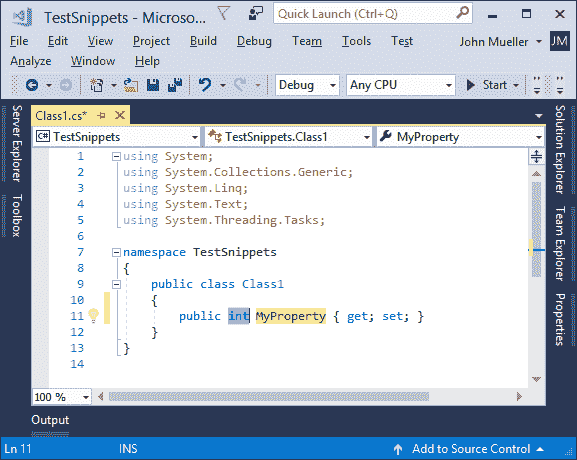 TestSnippets - Microso...
Quick Launch (Ctrl+Q)
File Edit View Project Build Debug Team Tools Test
John Mueller JM
Analyze Window Help
Debug Any CPU Start
Class1.cs*
C# TestSnippets TestSnippets.Class1 MyProperty
1 using System;
2 using System.Collections.Generic;
3 using System.Linq;
4 using System.Text;
5 using System.Threading.Tasks;
6
7 namespace TestSnippets
8 {
9 public class Class1
10 {
11 public int MyProperty { get; set; }
12 }
13 }
14
100 %
Server Explorer
Toolbox
Solution Explorer
Team Explorer
Properties
Output
Ln 11 INS Add to Source Control